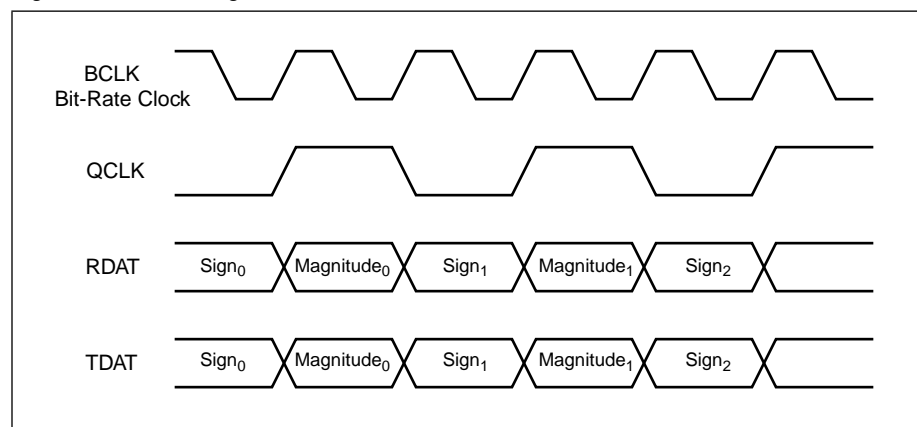 BCLK
Bit-Rate Clock
QCLK
RDAT
Sign0 Magnitude0 Sign1 Magnitude1 Sign2
TDAT
Sign0 Magnitude0 Sign1 Magnitude1 Sign2